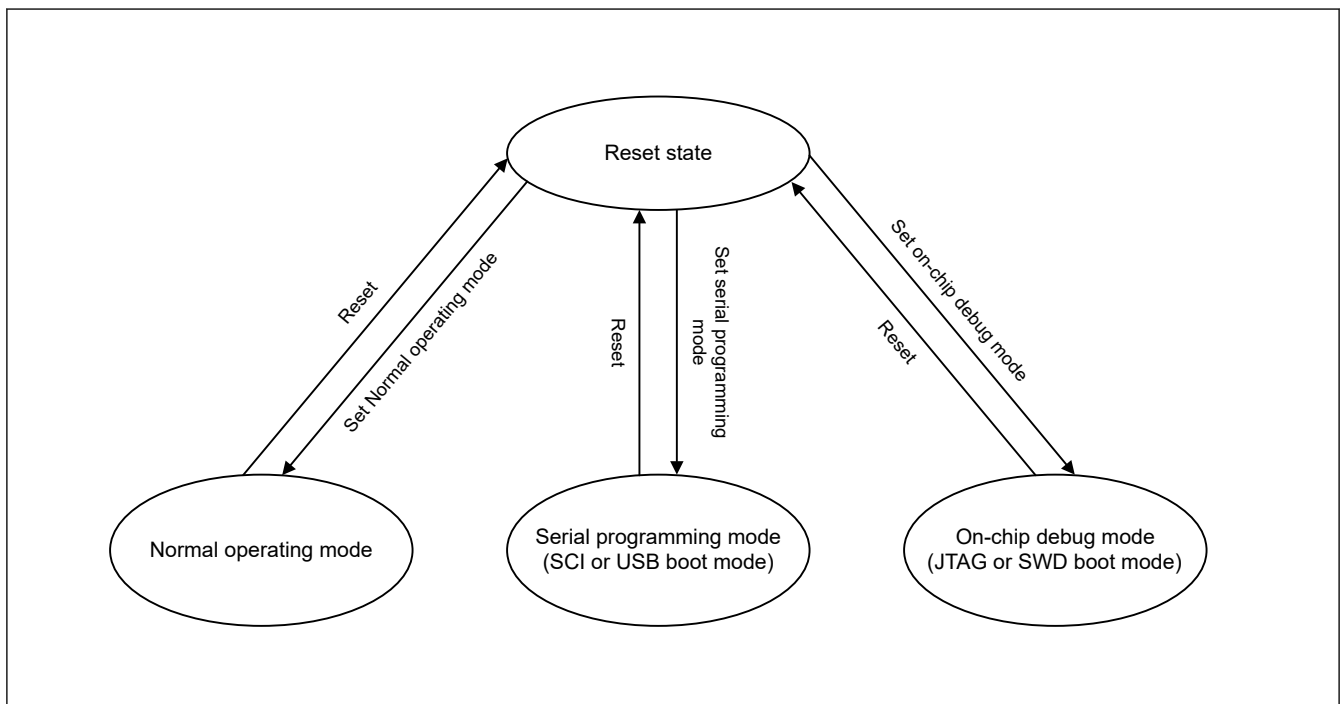 Reset state
Reset
Set Normal operating mode
Reset
Set serial programming
mode
Reset
Set on-chip debug mode
Normal operating mode
Serial programming mode
(SCI or USB boot mode)
On-chip debug mode
(JTAG or SWD boot mode)